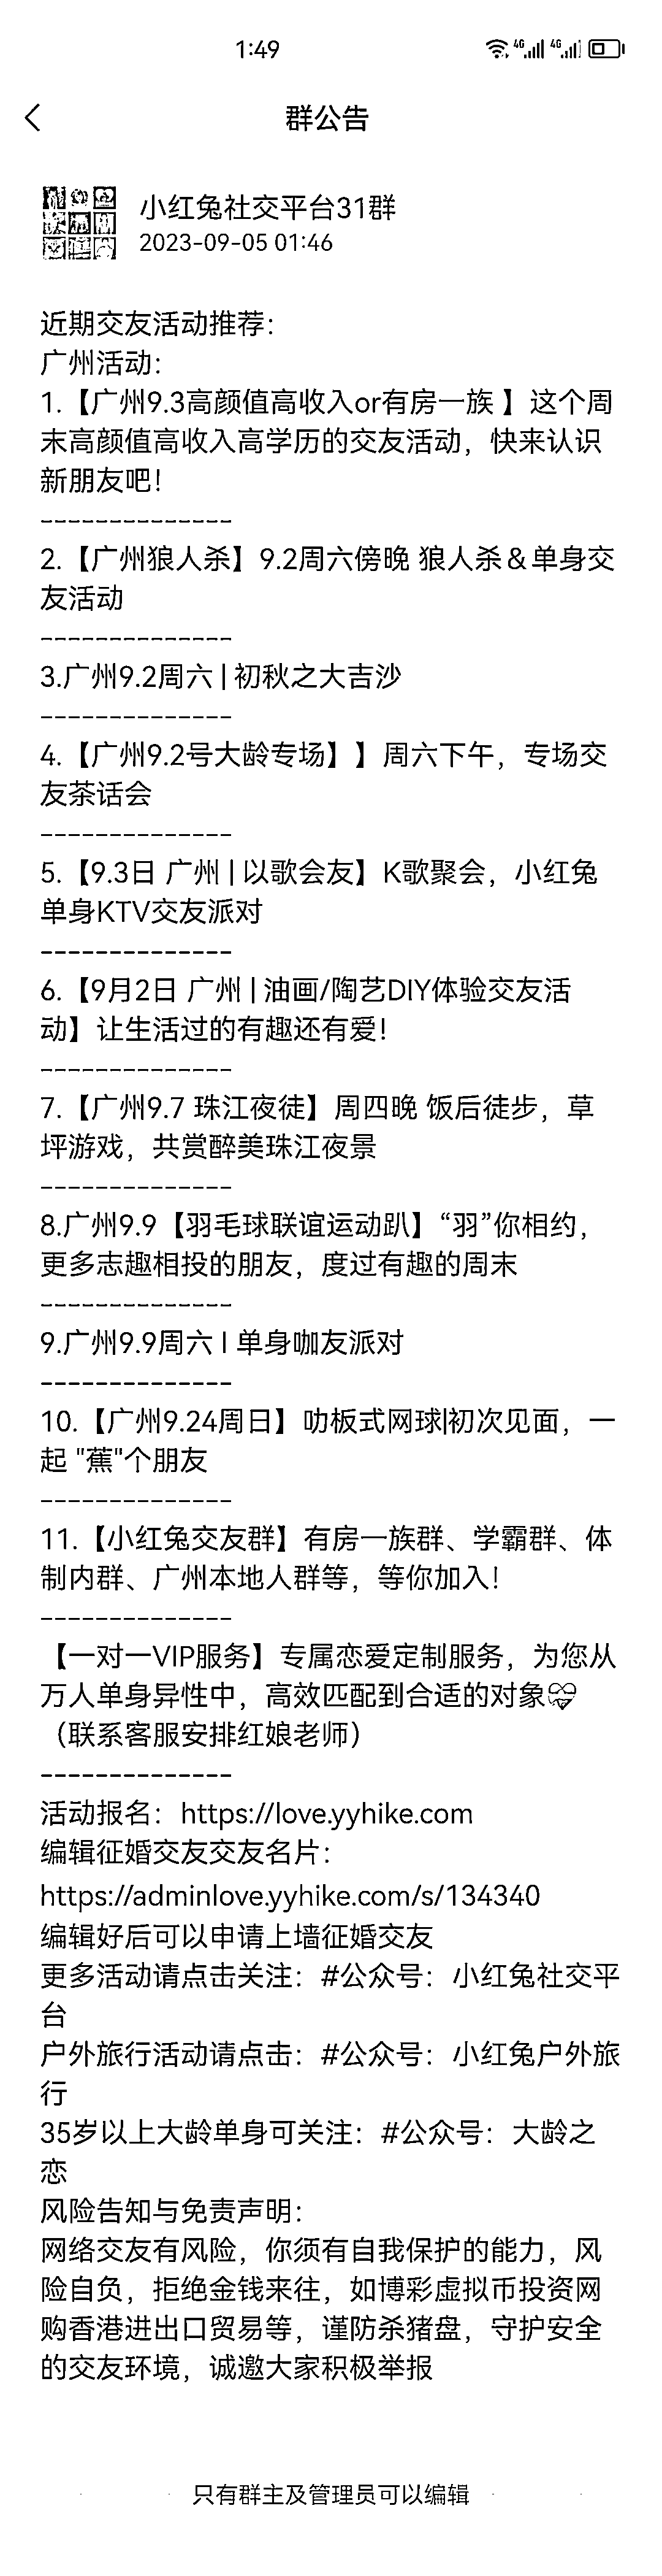 1:49
4G 4G
群公告
小红兔社交平台31群
2023-09-05 01:46
近期交友活动推荐：
广州活动：
1.【广州9.3高颜值高收入or有房一族 】这个周
末高颜值高收入高学历的交友活动，快来认识
新朋友吧！
--------------
2.【广州狼人杀】9.2周六傍晚 狼人杀＆单身交
友活动
--------------
3.广州9.2周六 | 初秋之大吉沙
--------------
4.【广州9.2号大龄专场】】周六下午，专场交
友茶话会
--------------
5.【9.3日 广州 | 以歌会友】K歌聚会，小红兔
单身KTV交友派对
--------------
6.【9月2日 广州 | 油画/陶艺DIY体验交友活
动】让生活过的有趣还有爱！
--------------
7.【广州9.7 珠江夜徒】周四晚 饭后徒步，草
坪游戏，共赏醉美珠江夜景
--------------
8.广州9.9【羽毛球联谊运动趴】“羽”你相约，
更多志趣相投的朋友，度过有趣的周末
--------------
9.广州9.9周六 I 单身咖友派对
--------------
10.【广州9.24周日】叻板式网球|初次见面，一
起 "蕉"个朋友
--------------
11.【小红兔交友群】有房一族群、学霸群、体
制内群、广州本地人群等，等你加入！
--------------
【一对一VIP服务】专属恋爱定制服务，为您从
万人单身异性中，高效匹配到合适的对象💝
（联系客服安排红娘老师）
--------------
活动报名：https://love.yyhike.com
编辑征婚交友交友名片：
https://adminlove.yyhike.com/s/134340
编辑好后可以申请上墙征婚交友
更多活动请点击关注：#公众号：小红兔社交平
台
户外旅行活动请点击：#公众号：小红兔户外旅
行
35岁以上大龄单身可关注：#公众号：大龄之
恋
风险告知与免责声明：
网络交友有风险，你须有自我保护的能力，风
险自负，拒绝金钱来往，如博彩虚拟币投资网
购香港进出口贸易等，谨防杀猪盘，守护安全
的交友环境，诚邀大家积极举报
只有群主及管理员可以编辑